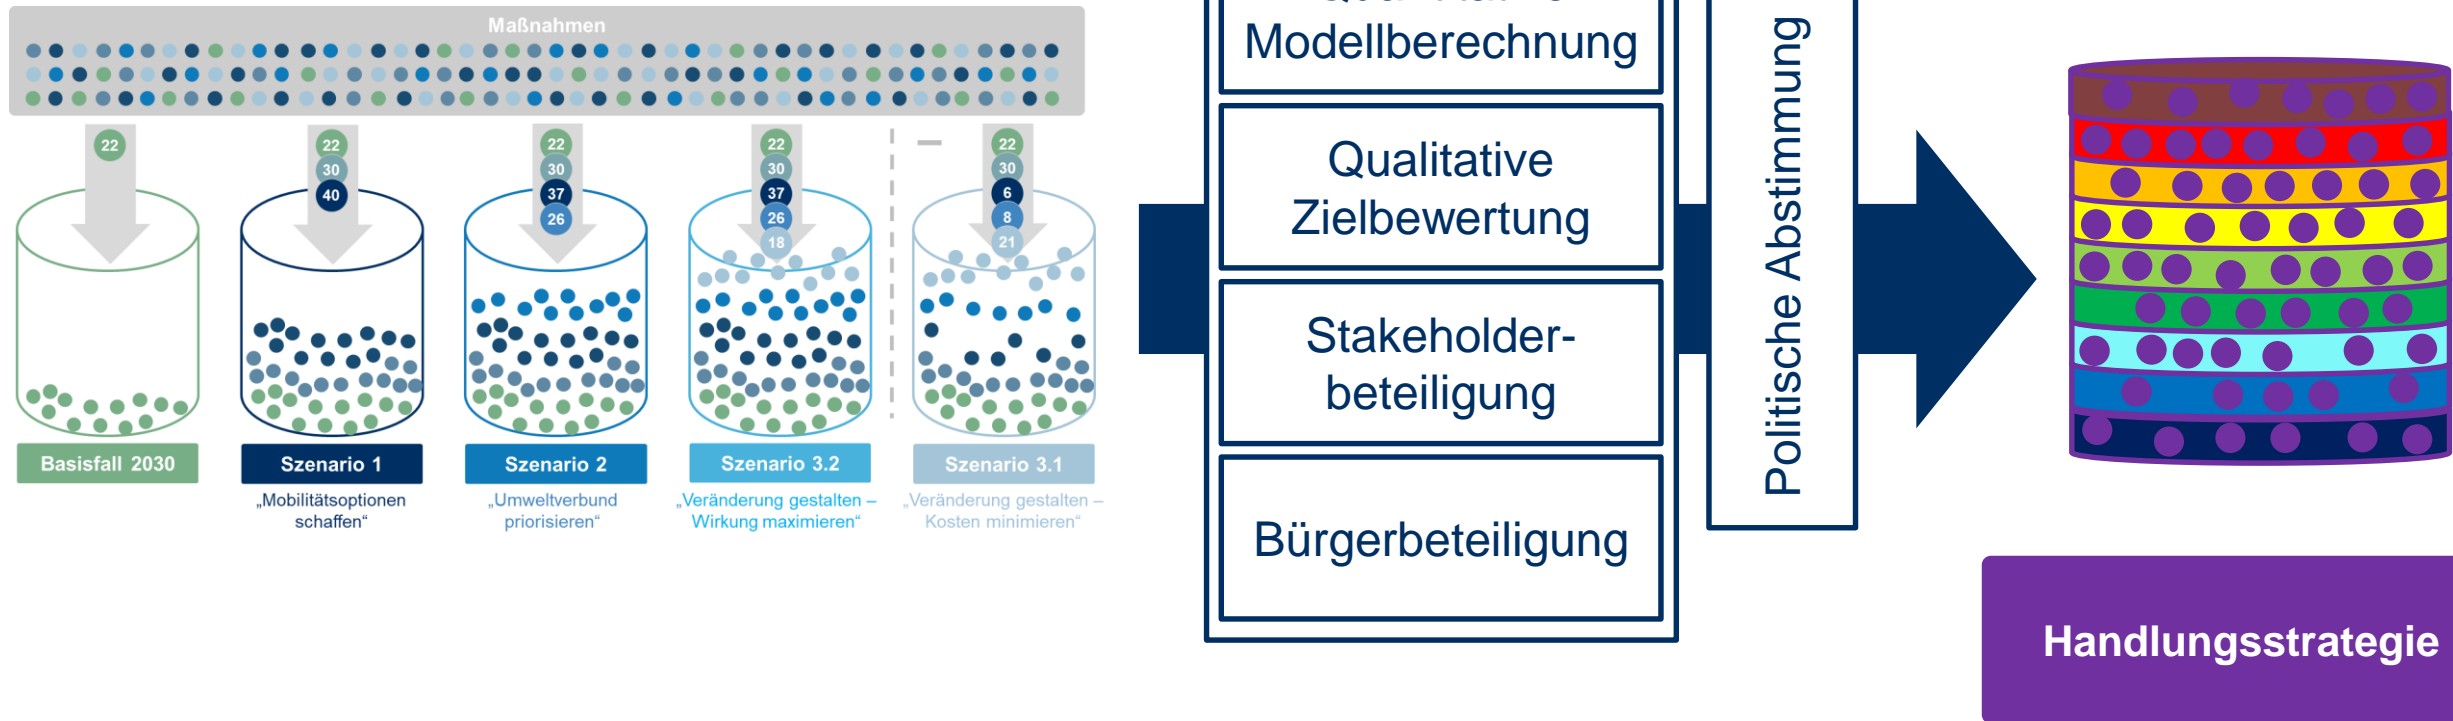 Maßnahmen
22
22
30
40
22
30
37
26
22
30
37
26
18
22
30
6
8
21
Basisfall 2030
Szenario 1
„Mobilitätsoptionen
schaffen“
Szenario 2
„Umweltverbund
priorisieren“
Szenario 3.2
„Veränderung gestalten –
Wirkung maximieren“
Szenario 3.1
„Veränderung gestalten –
Kosten minimieren“
Modellberechnung
Qualitative
Zielbewertung
Stakeholder-
beteiligung
Bürgerbeteiligung
Politische Abstimmung
Handlungsstrategie